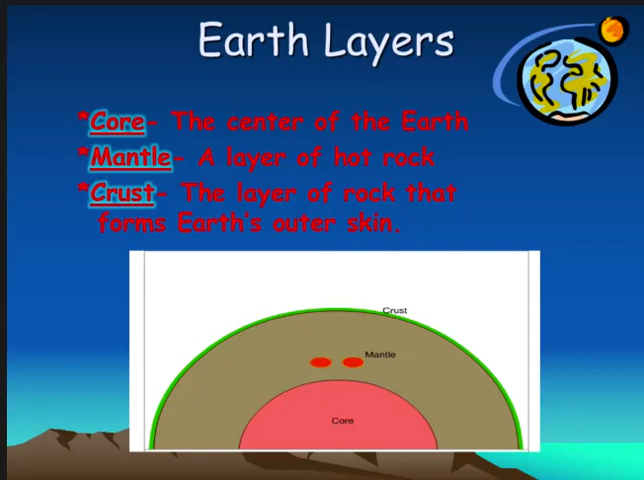 Earth Layers
*Core- The center of the Earth
*Mantle- A layer of hot rock
*Crust- The layer of rock that
forms Earth's outer skin.
Crust
Mantle
Core